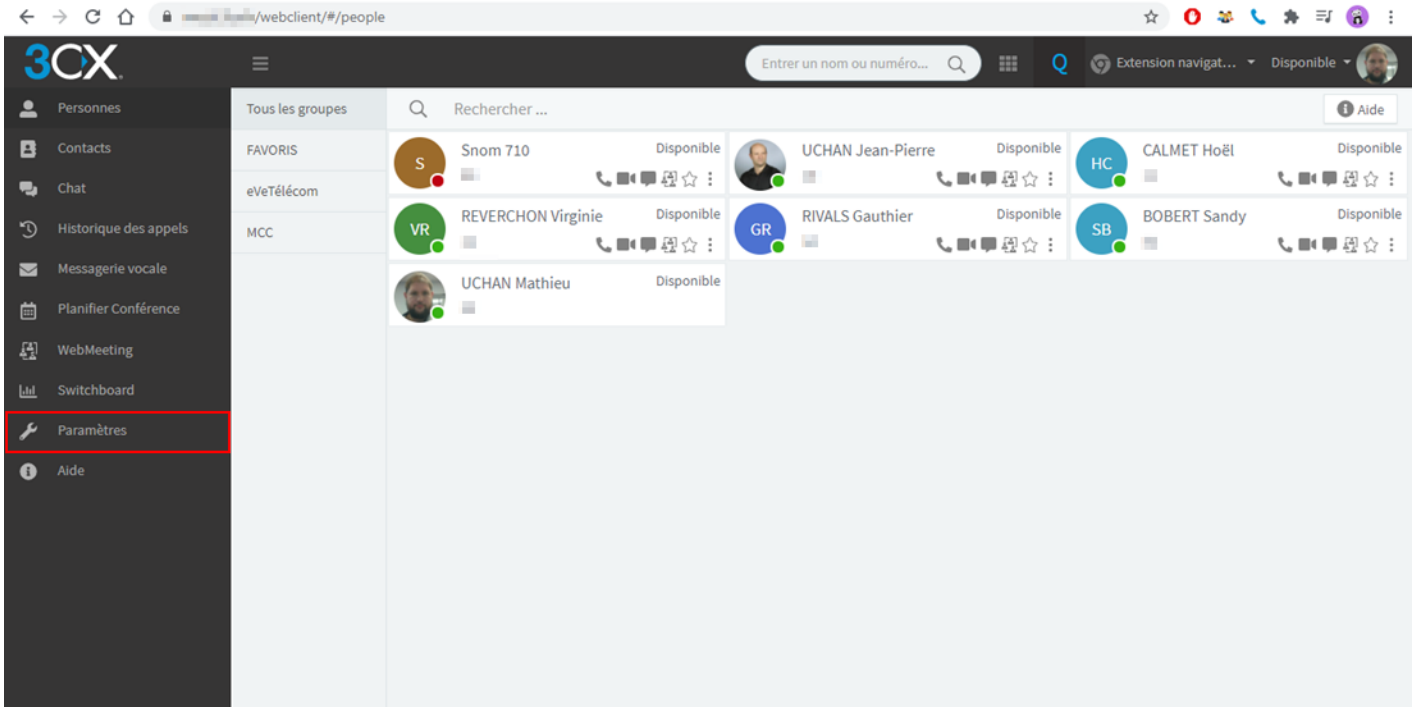 /webclient/#/people
3CX.
Entrer un nom ou numéro...
Q
Extension navigat...
Disponible
Personnes
Contacts
Chat
Historique des appels
Messagerie vocale
Planifier Conférence
WebMeeting
Switchboard
Paramètres
Aide
Tous les groupes
FAVORIS
eVeTélécom
MCC
Rechercher ...
Aide
S
Snom 710
Disponible
UCHAN Jean-Pierre
Disponible
HC
CALMET Hoël
Disponible
VR
REVERCHON Virginie
Disponible
GR
RIVALS Gauthier
Disponible
SB
BOBERT Sandy
Disponible
UCHAN Mathieu
Disponible